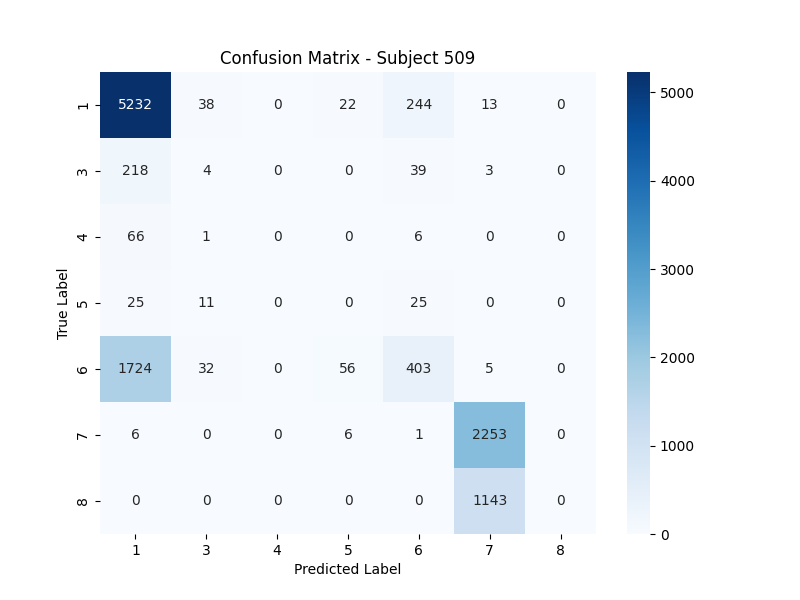 Confusion Matrix - Subject 509
1 5232 38 0 22 244 13 0
3 218 4 0 0 39 3 0
4 66 1 0 0 6 0 0
5 25 11 0 0 25 0 0
6 1724 32 0 56 403 5 0
7 6 0 0 6 1 2253 0
8 0 0 0 0 0 1143 0
1 3 4 5 6 7 8
Predicted Label
True Label
5000
4000
3000
2000
1000
0